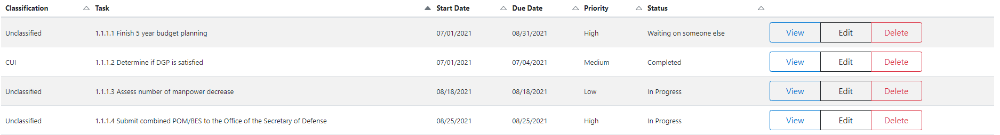 Classification Task Start Date Due Date Priority Status
Unclassified 1.1.1.1 Finish 5 year budget planning 07/01/2021 08/31/2021 High Waiting on someone else View Edit Delete
CUI 1.1.1.2 Determine if DGP is satisfied 07/01/2021 07/04/2021 Medium Completed View Edit Delete
Unclassified 1.1.1.3 Assess number of manpower decrease 08/18/2021 08/18/2021 Low In Progress View Edit Delete
Unclassified 1.1.1.4 Submit combined POM/BES to the Office of the Secretary of Defense 08/25/2021 08/25/2021 High In Progress View Edit Delete